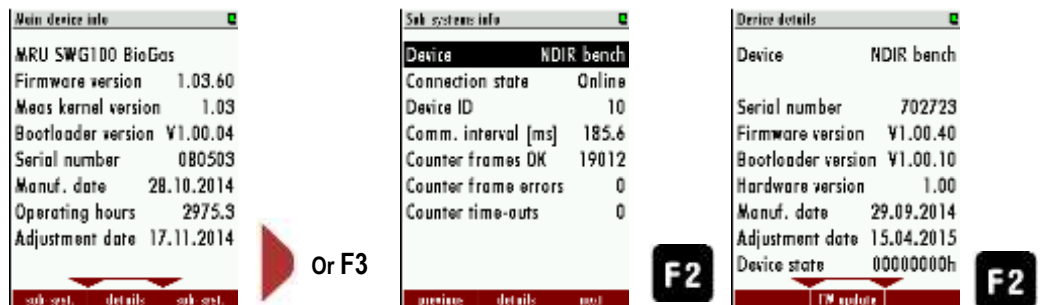 Main device info
MRU SWG100 BioGas
Firmware version 1.03.60
Meas kernel version 1.03
Bootloader version V1.00.04
Serial number 080503
Manuf. date 28.10.2014
Operating hours 2975.3
Adjustment date 17.11.2014
sub-syst. details sub-syst.
Or F3
Sub systems info
Device NDIR bench
Connection state Online
Device ID 10
Comm. interval [ms] 185.6
Counter frames OK 19012
Counter frame errors 0
Counter time-outs 0
previous details next
F2
Device details
Device NDIR bench
Serial number 702723
Firmware version V1.00.40
Bootloader version V1.00.10
Hardware version 1.00
Manuf. date 29.09.2014
Adjustment date 15.04.2015
Device state 00000000h
FW update
F2